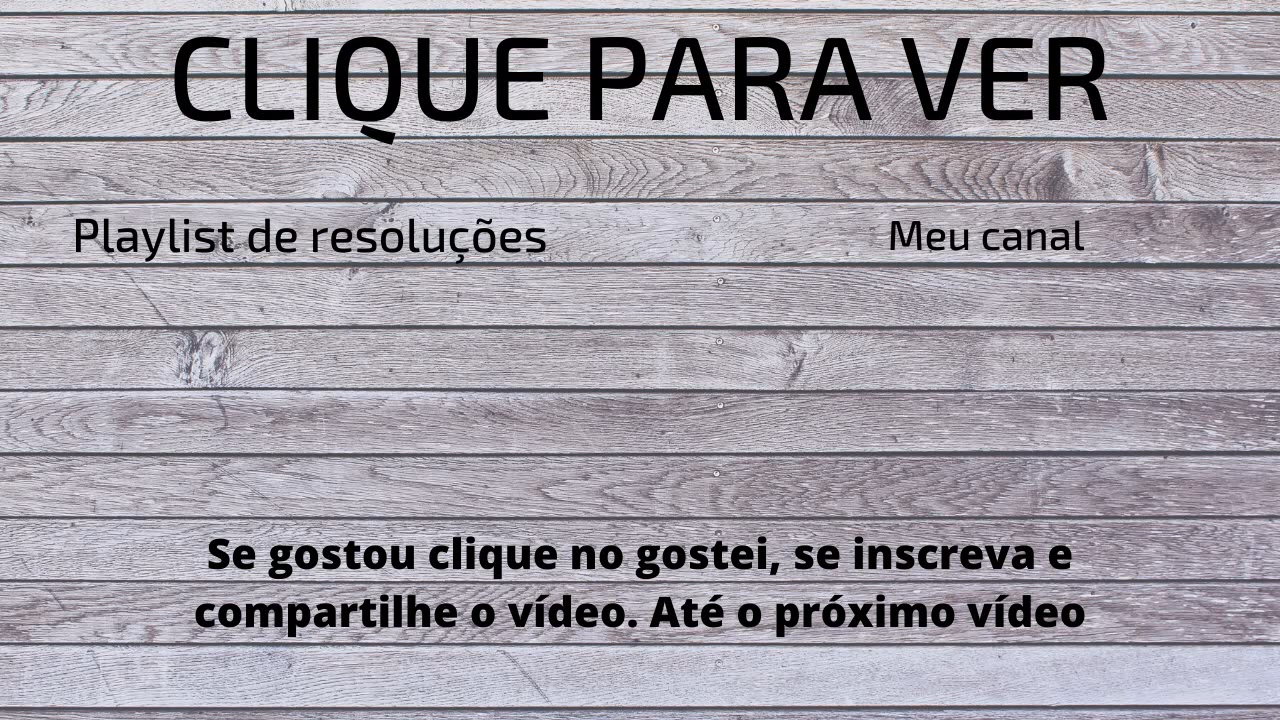 CLIQUE PARA VER
Playlist de resoluções
Meu canal
Se gostou clique no gostei, se inscreva e
compartilhe o vídeo. Até o próximo vídeo